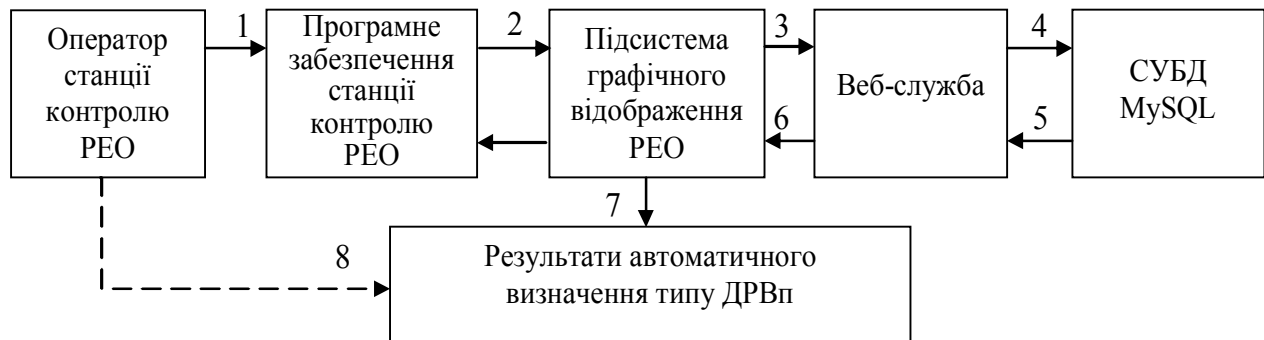 Оператор
станції
контролю
РЕО
1
Програмне
забезпечення
станції
контролю
РЕО
2
Підсистема
графічного
відображення
РЕО
3
6
Веб-служба
4
5
СУБД
MySQL
7
8
Результати автоматичного
визначення типу ДРВп